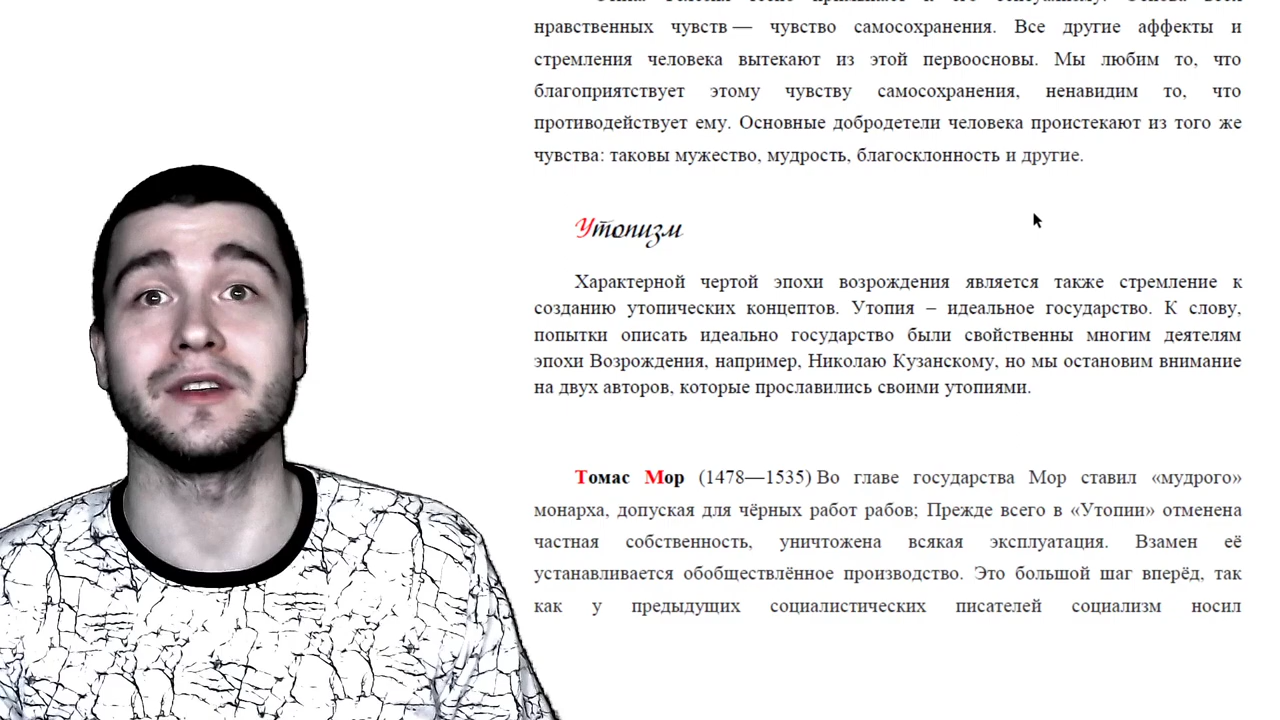 нравственных чувств — чувство самосохранения. Все другие аффекты и
стремления человека вытекают из этой первоосновы. Мы любим то, что
благоприятствует этому чувству самосохранения, ненавидим то, что
противодействует ему. Основные добродетели человека проистекают из того же
чувства: таковы мужество, мудрость, благосклонность и другие.
Утопизм
Характерной чертой эпохи возрождения является также стремление к
созданию утопических концептов. Утопия – идеальное государство. К слову,
попытки описать идеально государство были свойственны многим деятелям
эпохи Возрождения, например, Николаю Кузанскому, но мы остановим внимание
на двух авторов, которые прославились своими утопиями.
Томас Мор (1478—1535) Во главе государства Мор ставил «мудрого»
монарха, допуская для чёрных работ рабов; Прежде всего в «Утопии» отменена
частная собственность, уничтожена всякая эксплуатация. Взамен её
устанавливается обобществлённое производство. Это большой шаг вперёд, так
как у предыдущих социалистических писателей социализм носил